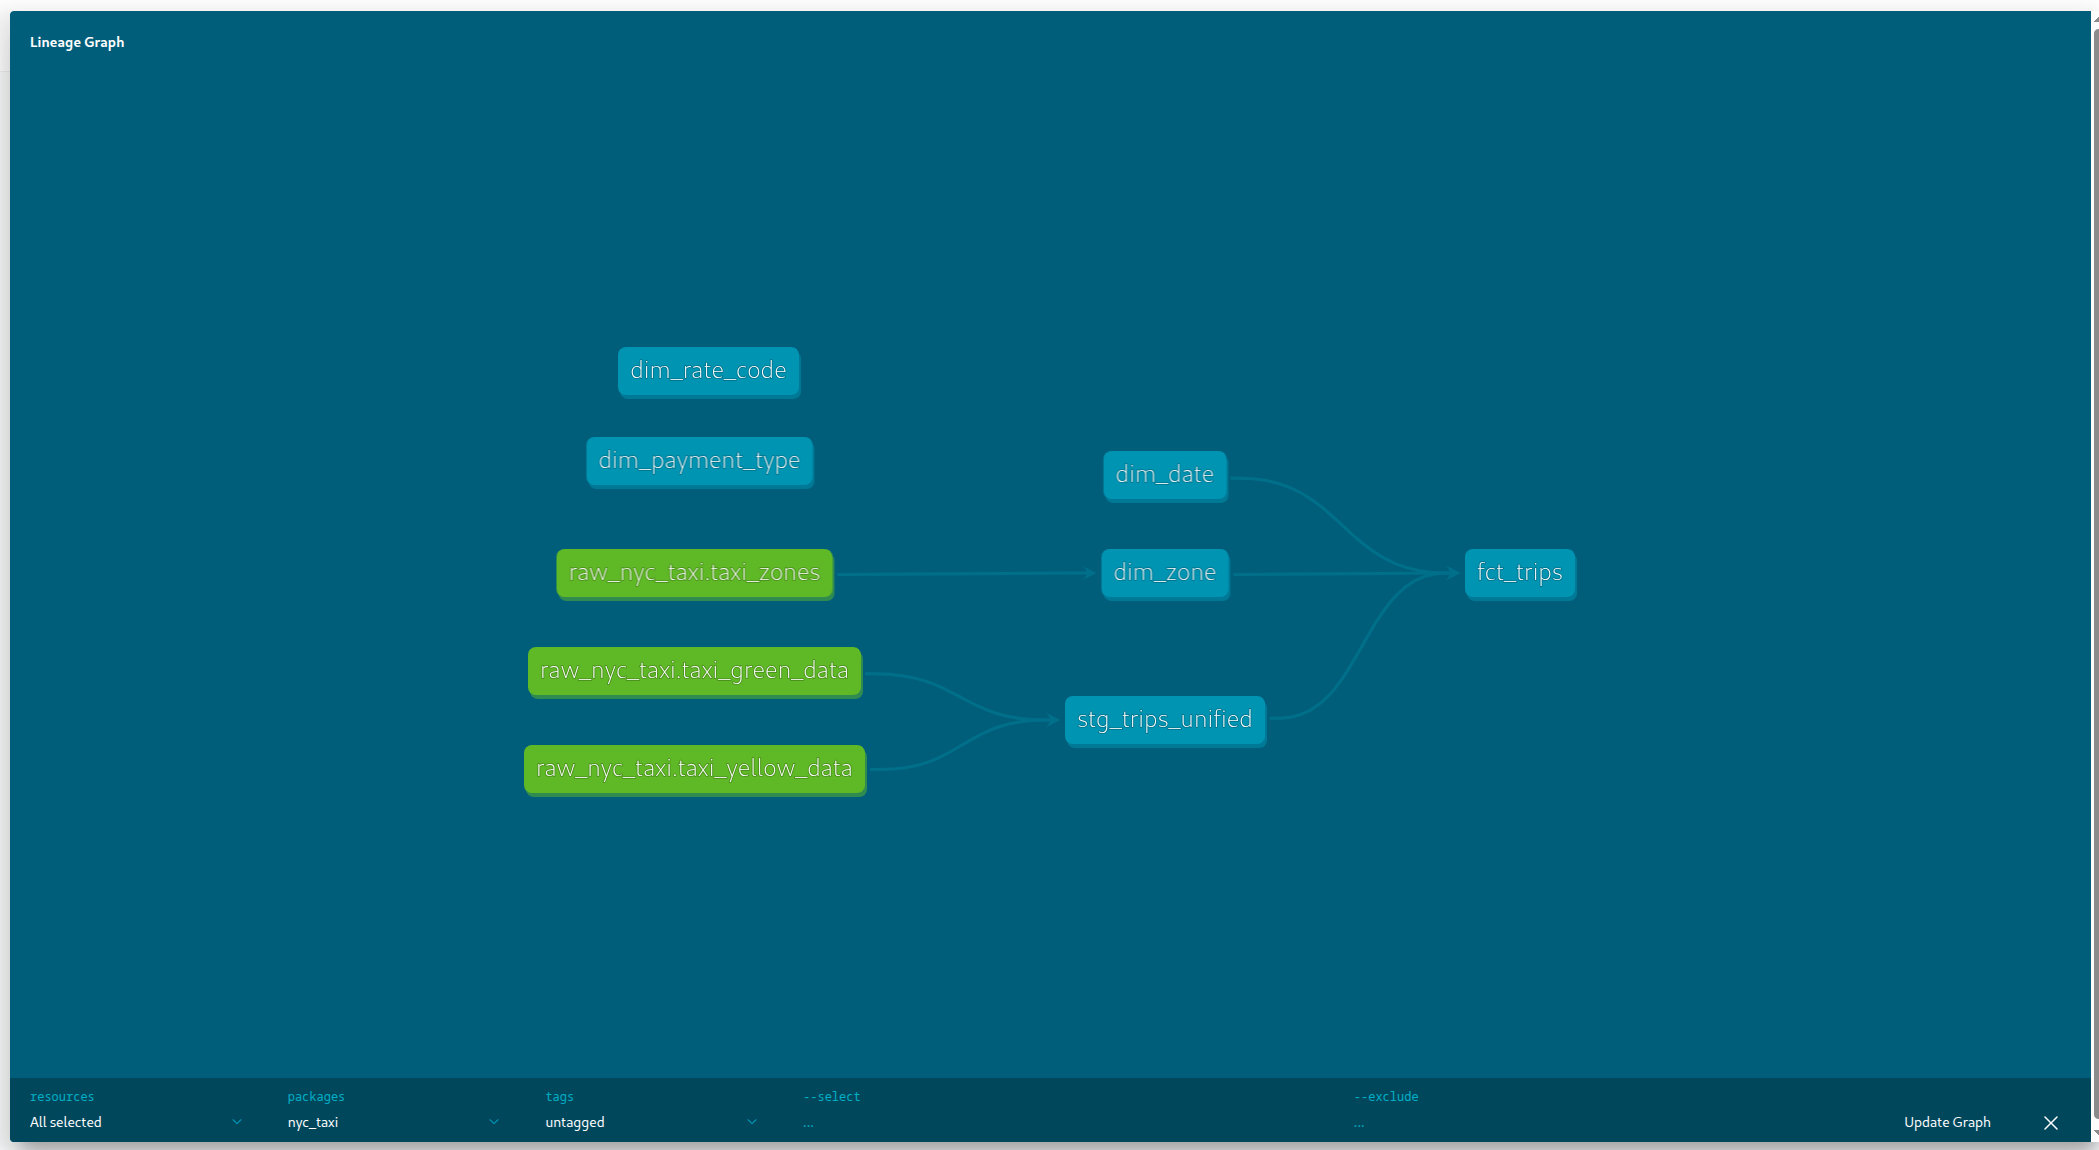 Lineage Graph
dim_rate_code
dim_payment_type
dim_date
raw_nyc_taxi.taxi_zones
dim_zone
fct_trips
raw_nyc_taxi.taxi_green_data
stg_trips_unified
raw_nyc_taxi.taxi_yellow_data
resources
All selected
packages
nyc_taxi
tags
untagged
--select
...
--exclude
...
Update Graph